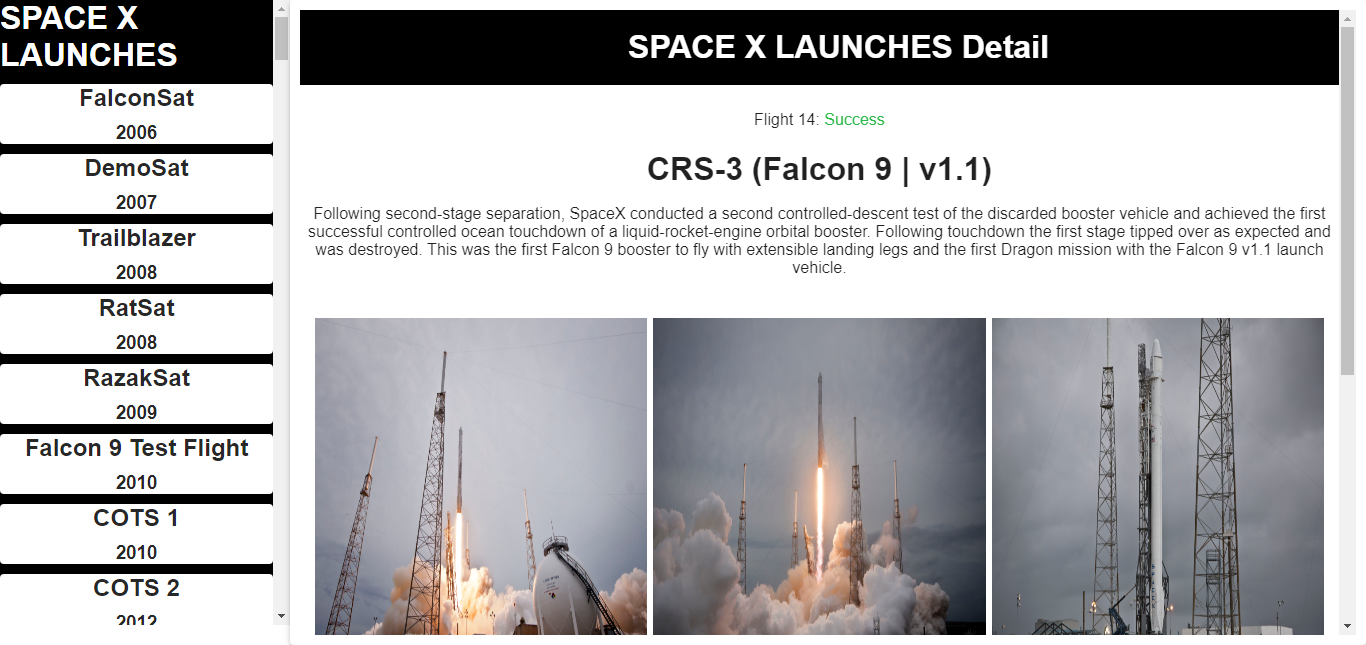 SPACE X
LAUNCHES
FalconSat
2006
DemoSat
2007
Trailblazer
2008
RatSat
2008
RazakSat
2009
Falcon 9 Test Flight
2010
COTS 1
2010
COTS 2
2012
SPACE X LAUNCHES Detail
Flight 14: Success
CRS-3 (Falcon 9 | v1.1)
Following second-stage separation, SpaceX conducted a second controlled-descent test of the discarded booster vehicle and achieved the first
successful controlled ocean touchdown of a liquid-rocket-engine orbital booster. Following touchdown the first stage tipped over as expected and
was destroyed. This was the first Falcon 9 booster to fly with extensible landing legs and the first Dragon mission with the Falcon 9 v1.1 launch
vehicle.